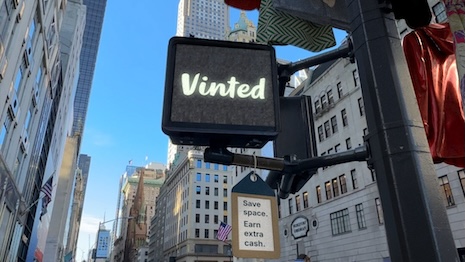 Vinted
Save
space.
Earn
extra
cash.